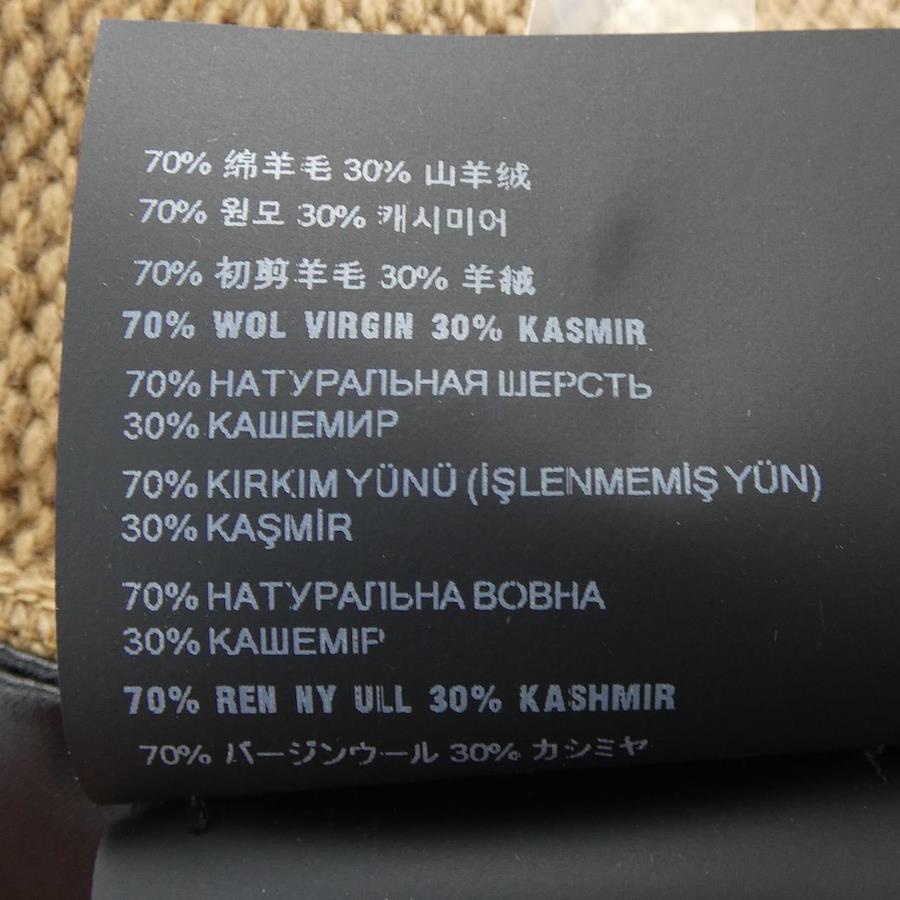 70% 绵羊毛 30% 山羊绒
70% 원모 30% 캐시미어
70% 初剪羊毛 30% 羊絨
70% WOL VIRGIN 30% KASMIR
70% НАТУРАЛЬНАЯ ШЕРСТЬ
30% КАШЕМИР
70% KIRKIM YÜNÜ (İŞLENMEMİŞ YÜN)
30% KAŞMİR
70% НАТУРАЛЬНА ВОВНА
30% КАШЕМІР
70% REN NY ULL 30% KASHMIR
70% バージンウール 30% カシミヤ